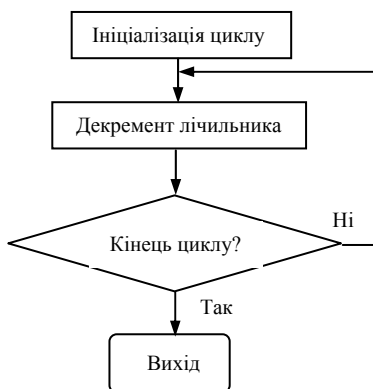 Ініціалізація циклу
Декремент лічильника
Кінець циклу?
Ні
Так
Вихід